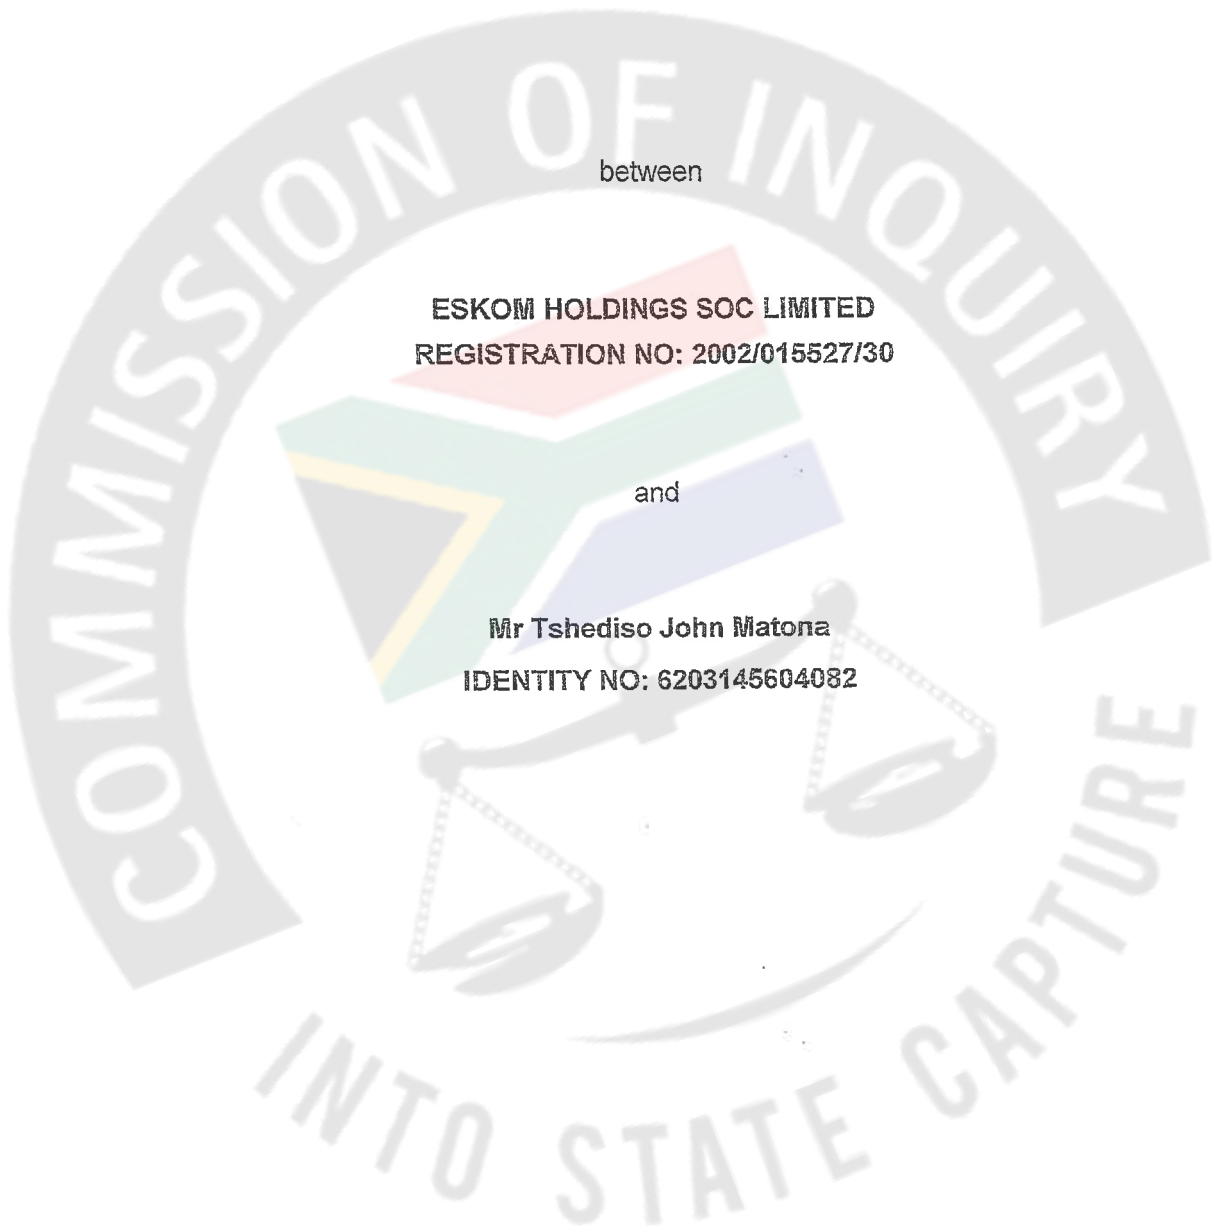 COMMISSION OF INQUIRY
between
ESKOM HOLDINGS SOC LIMITED
REGISTRATION NO: 2002/015527/30
and
Mr Tshediso John Matona
IDENTITY NO: 6203145604082
INTO STATE CAPTURE